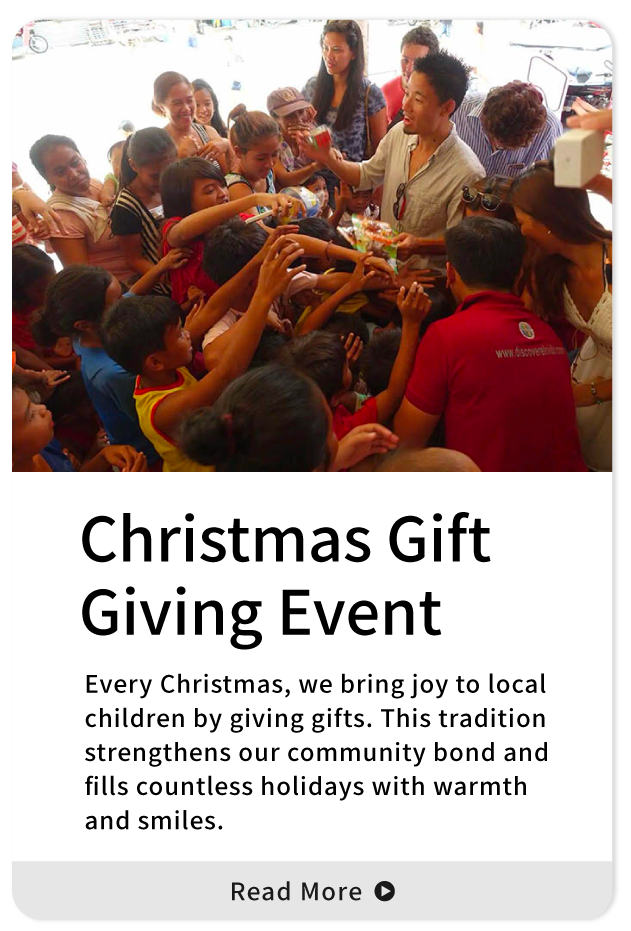 Christmas Gift
Giving Event
Every Christmas, we bring joy to local
children by giving gifts. This tradition
strengthens our community bond and
fills countless holidays with warmth
and smiles.
Read More